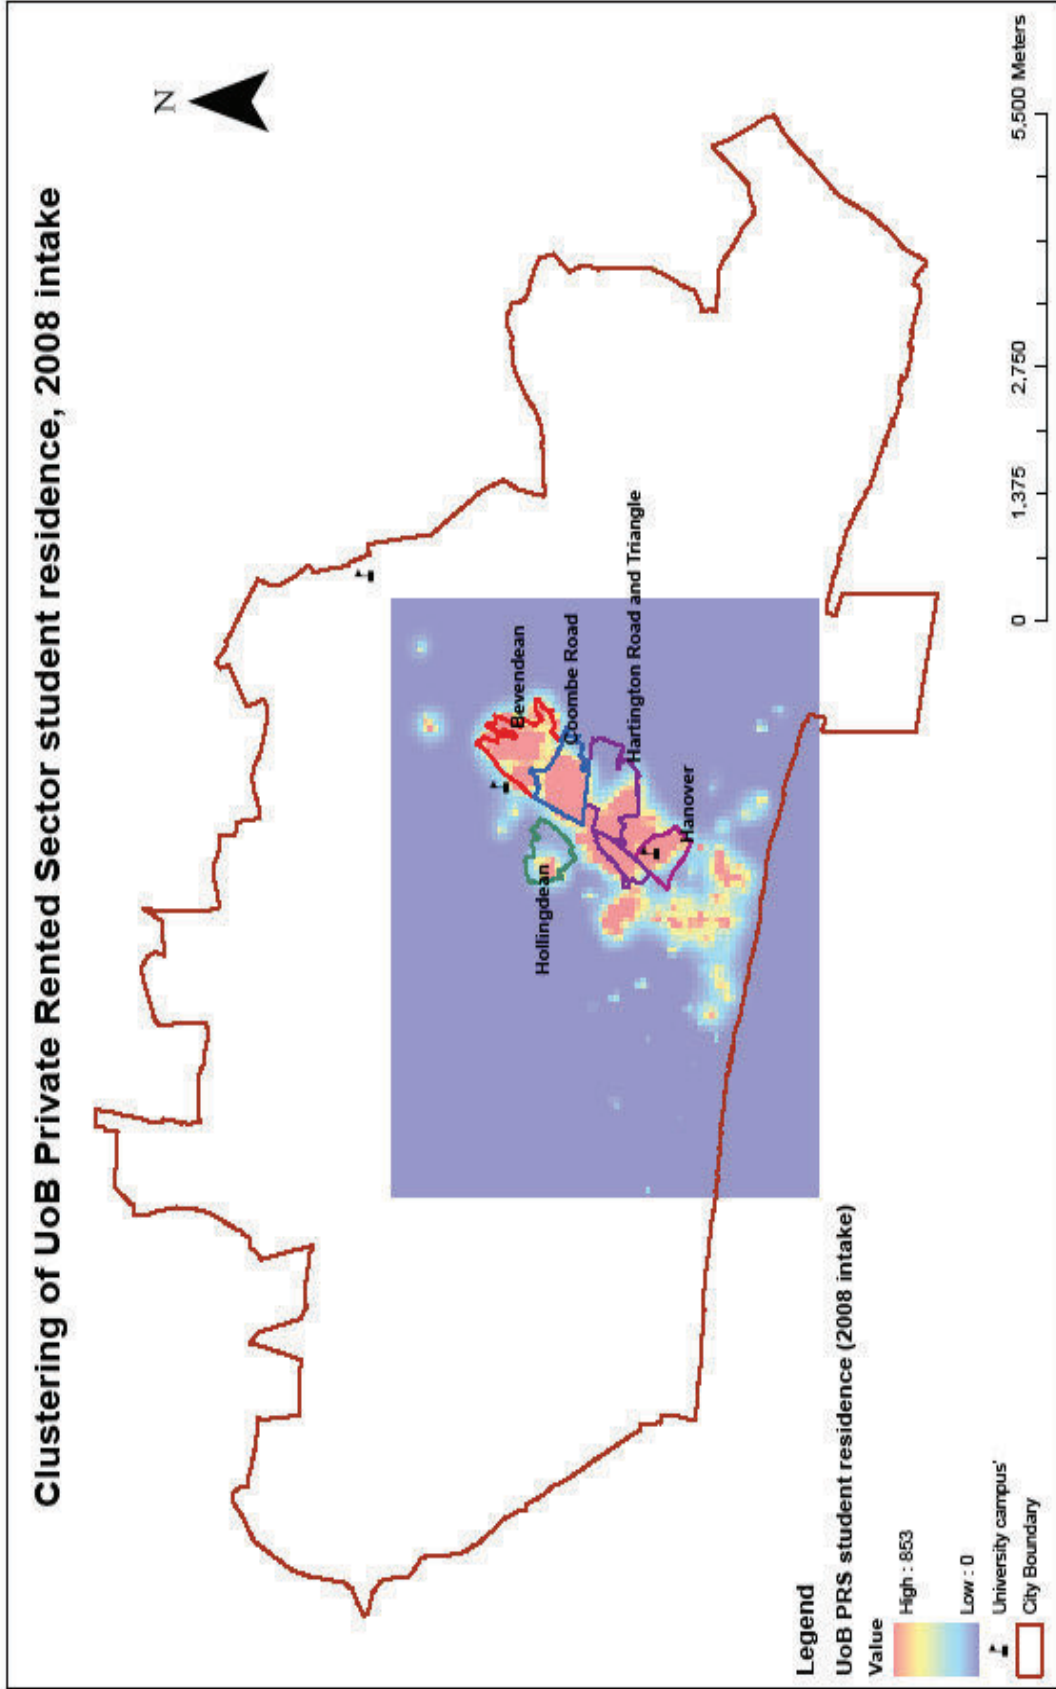 Clustering of UoB Private Rented Sector student residence, 2008 intake
N
Bevendean
Coombe Road
Hollingdean
Hartington Road and Triangle
Hanover
Legend
UoB PRS student residence (2008 intake)
Value
High : 853
Low : 0
University campus'
City Boundary
0 1,375 2,750 5,500 Meters